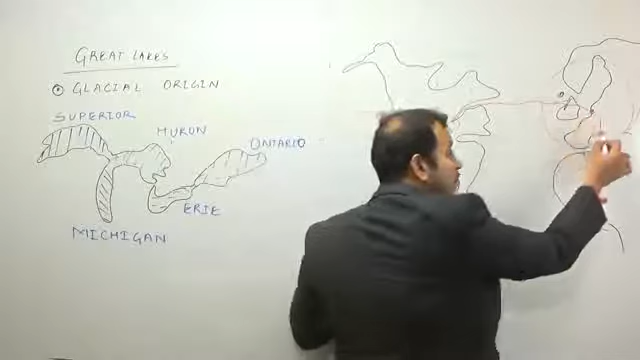 GREAT LAKES
GLACIAL ORIGIN
SUPERIOR
HURON
ONTARIO
ERIE
MICHIGAN